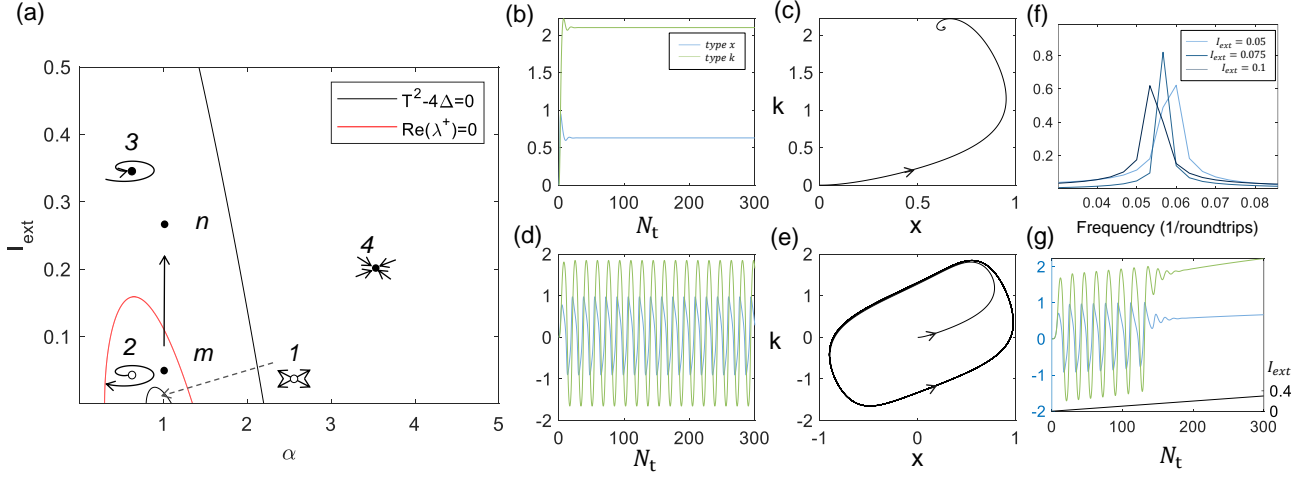 (a)
0.5
0.4
0.3
0.2
0.1
I_ext
1
2
3
4
5
α
T²-4Δ=0
Re(λ⁺)=0
3
n
4
2
m
1
(b)
2
1.5
1
0.5
0
0
100
200
300
N_t
type x
type k
(c)
2
1.5
1
0.5
0
k
0
0.5
1
x
(d)
2
1
0
-1
-2
0
100
200
300
N_t
(e)
2
1
0
-1
-2
k
-1
0
1
x
(f)
0.8
0.6
0.4
0.2
0.04
0.05
0.06
0.07
0.08
Frequency (1/roundtrips)
I_ext = 0.05
I_ext = 0.075
I_ext = 0.1
(g)
2
1
0
-1
-2
0
100
200
300
N_t
I_ext
0.4
0